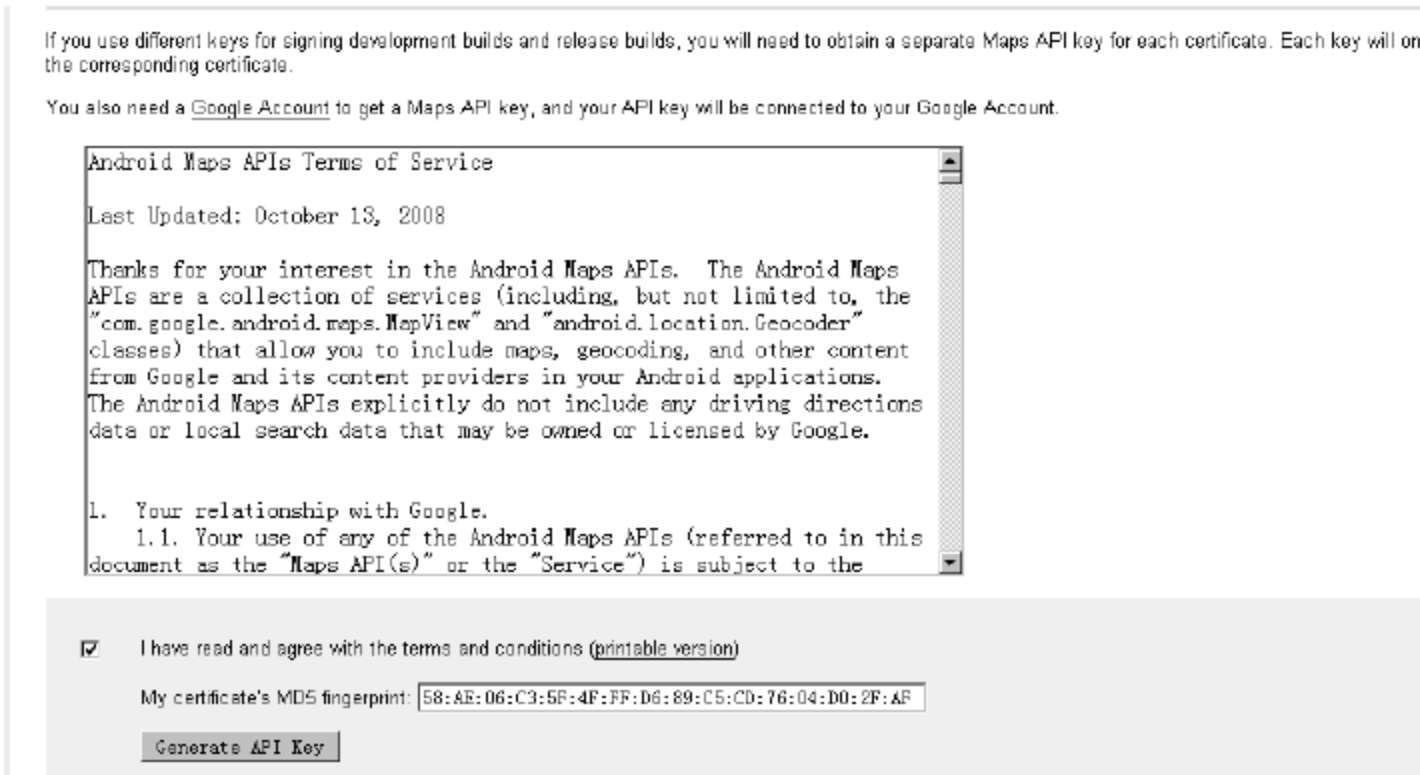 If you use different keys for signing development builds and release builds, you will need to obtain a separate Maps API key for each certificate. Each key will on
the corresponding certificate.
You also need a Google Account to get a Maps API key, and your API key will be connected to your Google Account.
Android Maps APIs Terms of Service
Last Updated: October 13, 2008
Thanks for your interest in the Android Maps APIs. The Android Maps
APIs are a collection of services (including, but not limited to, the
"com.google.android.maps.MapView" and "android.location.Geocoder"
classes) that allow you to include maps, geocoding, and other content
from Google and its content providers in your Android applications.
The Android Maps APIs explicitly do not include any driving directions
data or local search data that may be owned or licensed by Google.
1. Your relationship with Google.
1.1. Your use of any of the Android Maps APIs (referred to in this
document as the "Maps API(s)" or the "Service") is subject to the
I have read and agree with the terms and conditions (printable version)
My certificate's MD5 fingerprint: 58:AE:06:C3:5F:4F:FF:D6:89:C5:CD:76:04:D0:2F:AF
Generate API Key